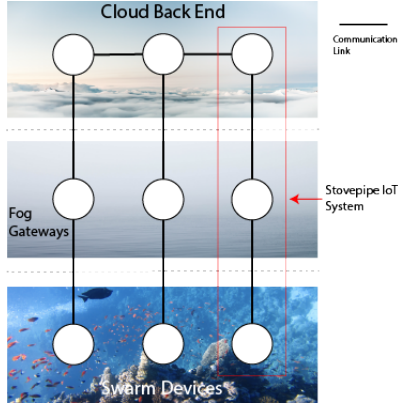 Cloud Back End
Communication
Link
Stovepipe IoT
System
Fog
Gateways
Swarm Devices